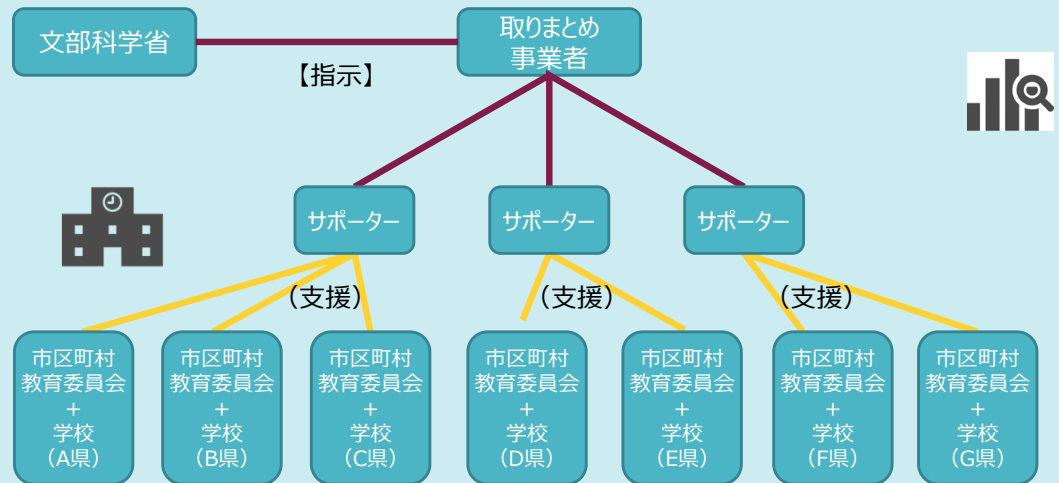 文部科学省
取りまとめ
事業者
【指示】
サポーター
サポーター
サポーター
（支援）
（支援）
（支援）
市区町村
教育委員会
+
学校
（A県）
市区町村
教育委員会
+
学校
（B県）
市区町村
教育委員会
+
学校
（C県）
市区町村
教育委員会
+
学校
（D県）
市区町村
教育委員会
+
学校
（E県）
市区町村
教育委員会
+
学校
（F県）
市区町村
教育委員会
+
学校
（G県）